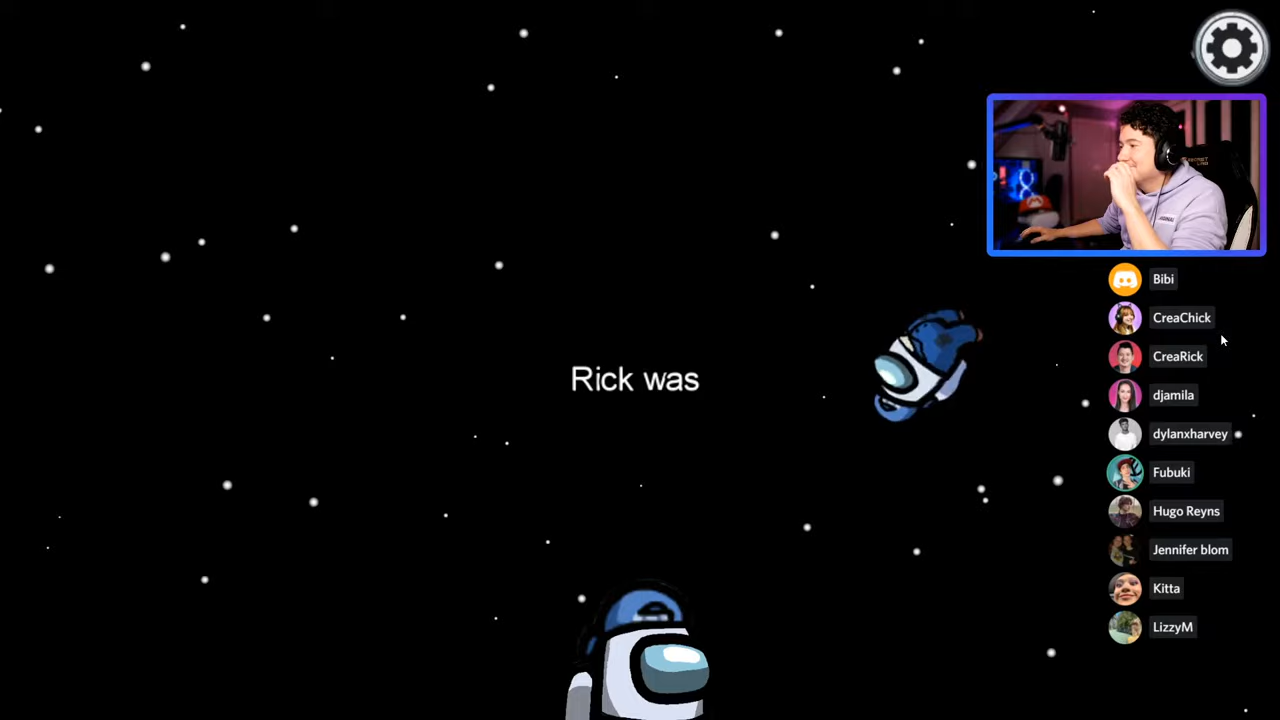 Rick was
Bibi
CreaChick
CreaRick
djamila
dylanxharvey
Fubuki
Hugo Reyns
Jennifer blom
Kitta
LizzyM